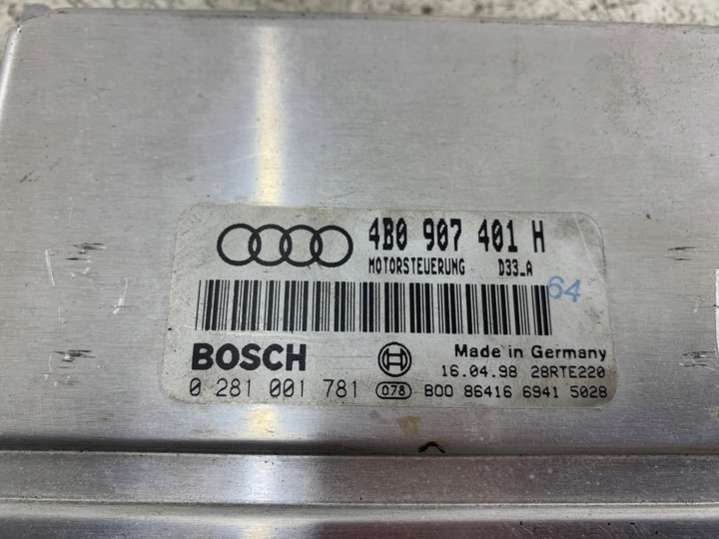 4B0 907 401 H
MOTORSTEUERUNG D33_A
64
BOSCH
Made in Germany
16.04.98 28RTE220
0 281 001 781 078 B00 86416 6941 5028